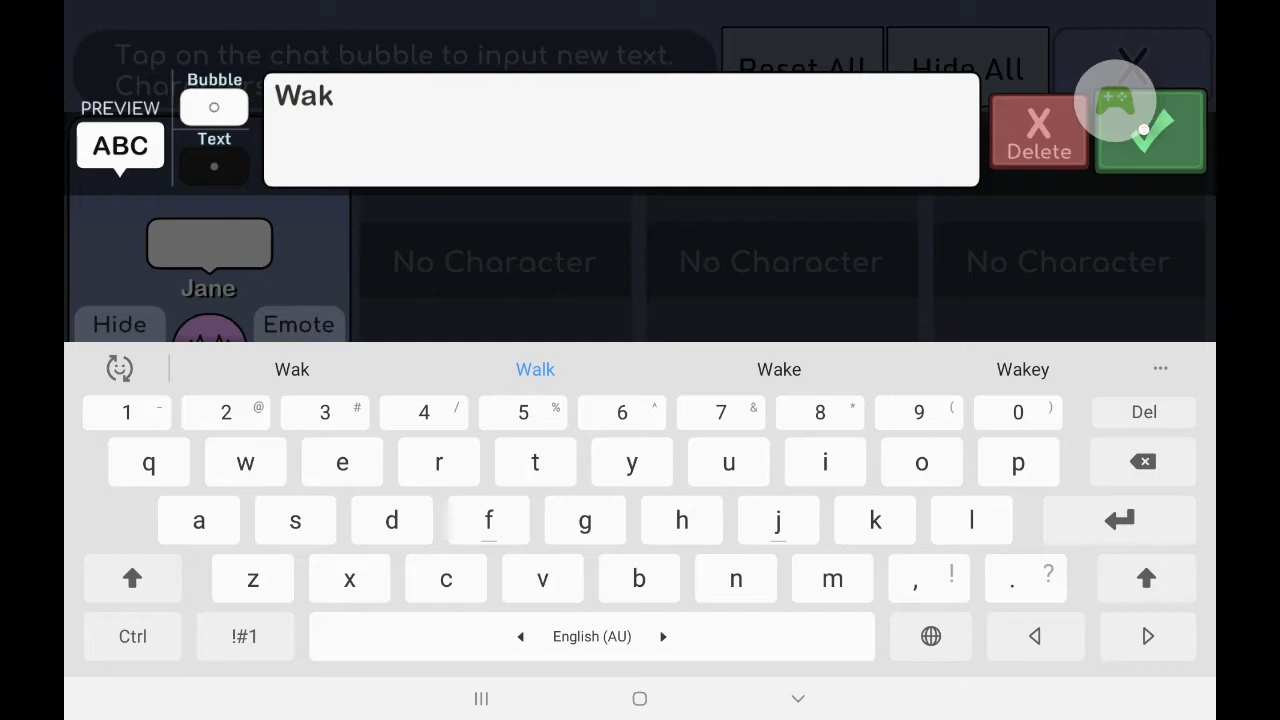 Tap on the chat bubble to input new text.
Reset All
Hide All
X
Bubble
Text
PREVIEW
ABC
Wak
X
Delete
No Character
No Character
No Character
Jane
Hide
Emote
Wak
Walk
Wake
Wakey
...
1 - 2 @ 3 # 4 / 5 % 6 ^ 7 & 8 * 9 ( 0 ) Del
q w e r t y u i o p
a s d f g h j k l
z x c v b n m , ! . ?
Ctrl !#1 English (AU)